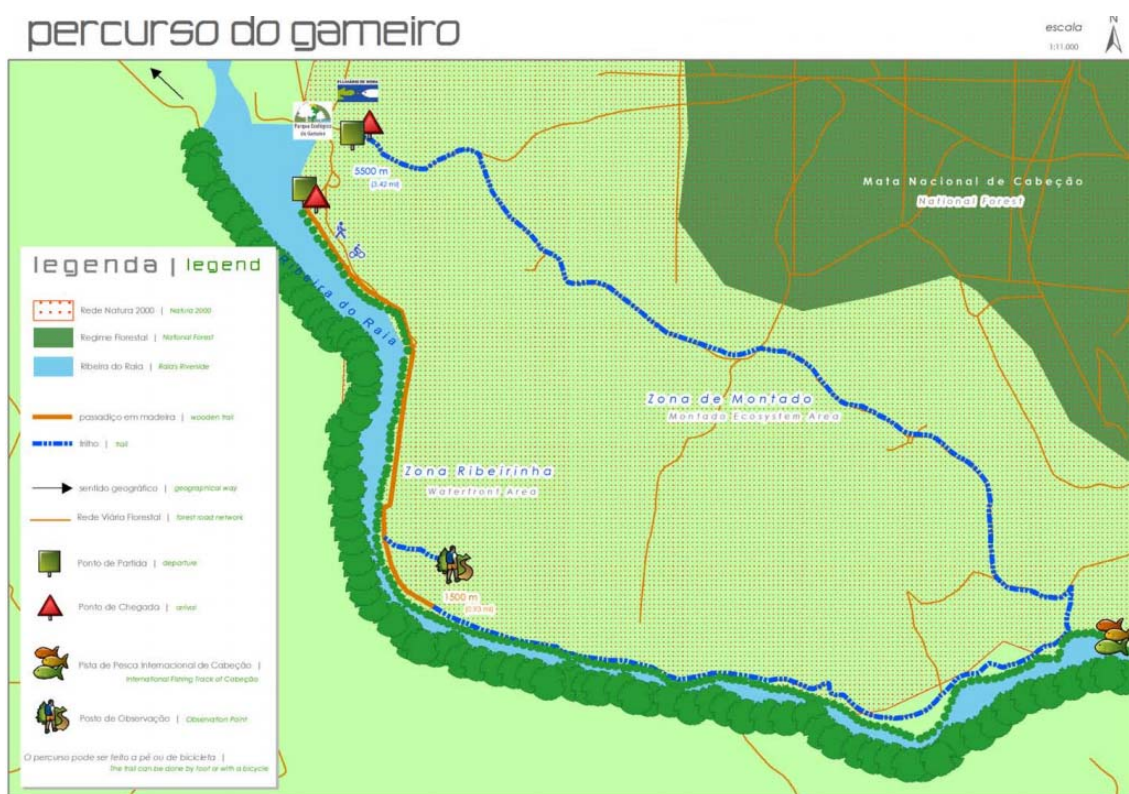 percurso do gameiro
escala
1:11.000
N
FLUVIÁRIO DE MORA
Parque Ecológico
do Gameiro
5500 m
(3.42 mi)
Mata Nacional de Cabeção
National Forest
Ribeira do Raia
Zona de Montado
Montado Ecosystem Area
Zona Ribeirinha
Waterfront Area
1500 m
(0.93 mi)
legenda | legend
Rede Natura 2000 | Natura 2000
Regime Florestal | National Forest
Ribeira do Raia | Raia's Riverside
passadiço em madeira | wooden trail
trilho | trail
sentido geográfico | geographical way
Rede Viária Florestal | forest road network
Ponto de Partida | departure
Ponto de Chegada | arrival
Pista de Pesca Internacional de Cabeção |
International Fishing Track of Cabeção
Posto de Observação | Observation Point
O percurso pode ser feito a pé ou de bicicleta |
The trail can be done by foot or with a bicycle